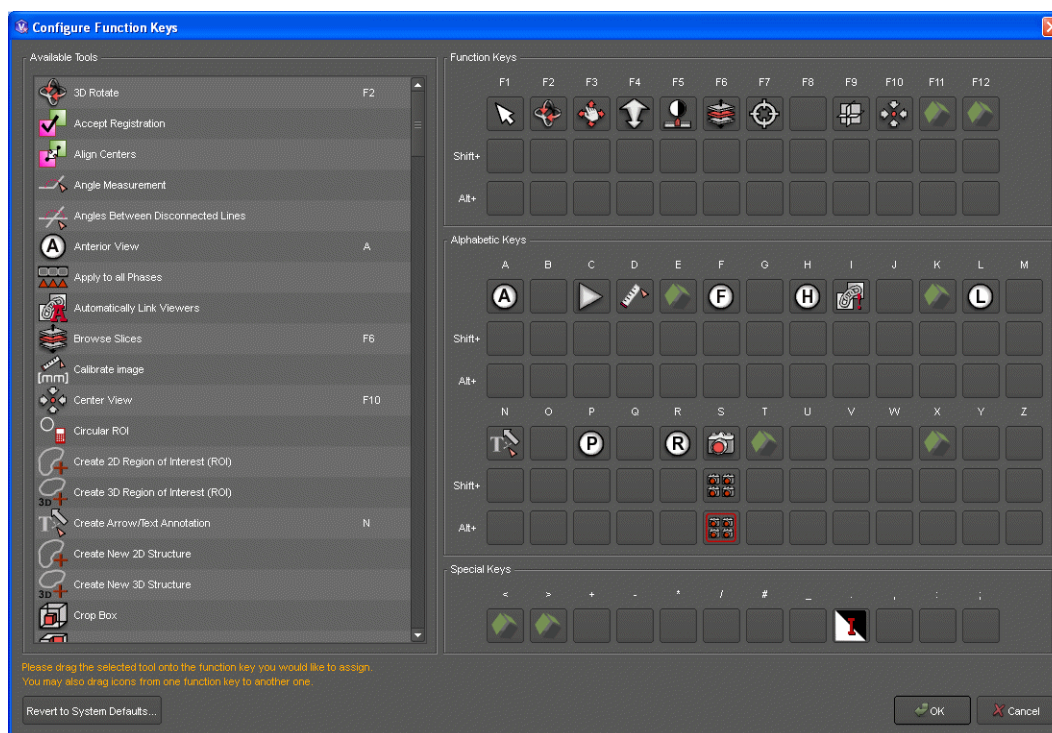 Configure Function Keys
Available Tools
3D Rotate F2
Accept Registration
Align Centers
Angle Measurement
Angles Between Disconnected Lines
A Anterior View A
Apply to all Phases
A Automatically Link Viewers
Browse Slices F6
[mm] Calibrate image
Center View F10
Circular ROI
Create 2D Region of Interest (ROI)
3D Create 3D Region of Interest (ROI)
T Create Arrow/Text Annotation N
Create New 2D Structure
3D Create New 3D Structure
Crop Box
Please drag the selected tool onto the function key you would like to assign.
You may also drag icons from one function key to another one.
Revert to System Defaults...
Function Keys
F1 F2 F3 F4 F5 F6 F7 F8 F9 F10 F11 F12
Shift+
Alt+
Alphabetic Keys
A B C D E F G H I J K L M
A F H L
Shift+
Alt+
N O P Q R S T U V W X Y Z
T P R
Shift+
Alt+
Special Keys
< > + - * / # _ . , : ;
I
OK Cancel